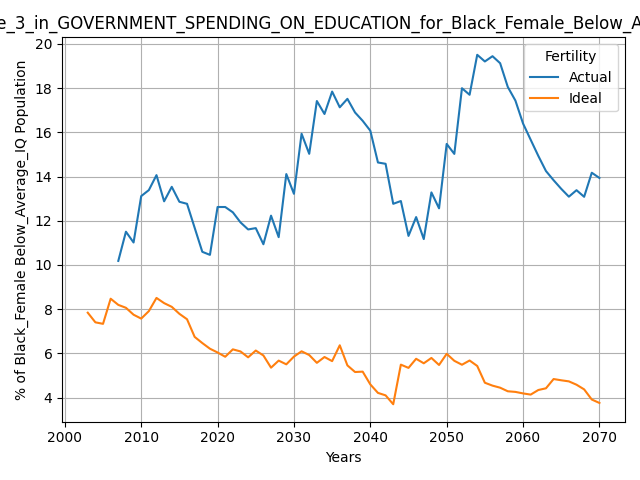 e_3_in_GOVERNMENT_SPENDING_ON_EDUCATION_for_Black_Female_Below_A
Fertility
Actual
Ideal
% of Black_Female Below_Average_IQ Population
20
18
16
14
12
10
8
6
4
2000 2010 2020 2030 2040 2050 2060 2070
Years